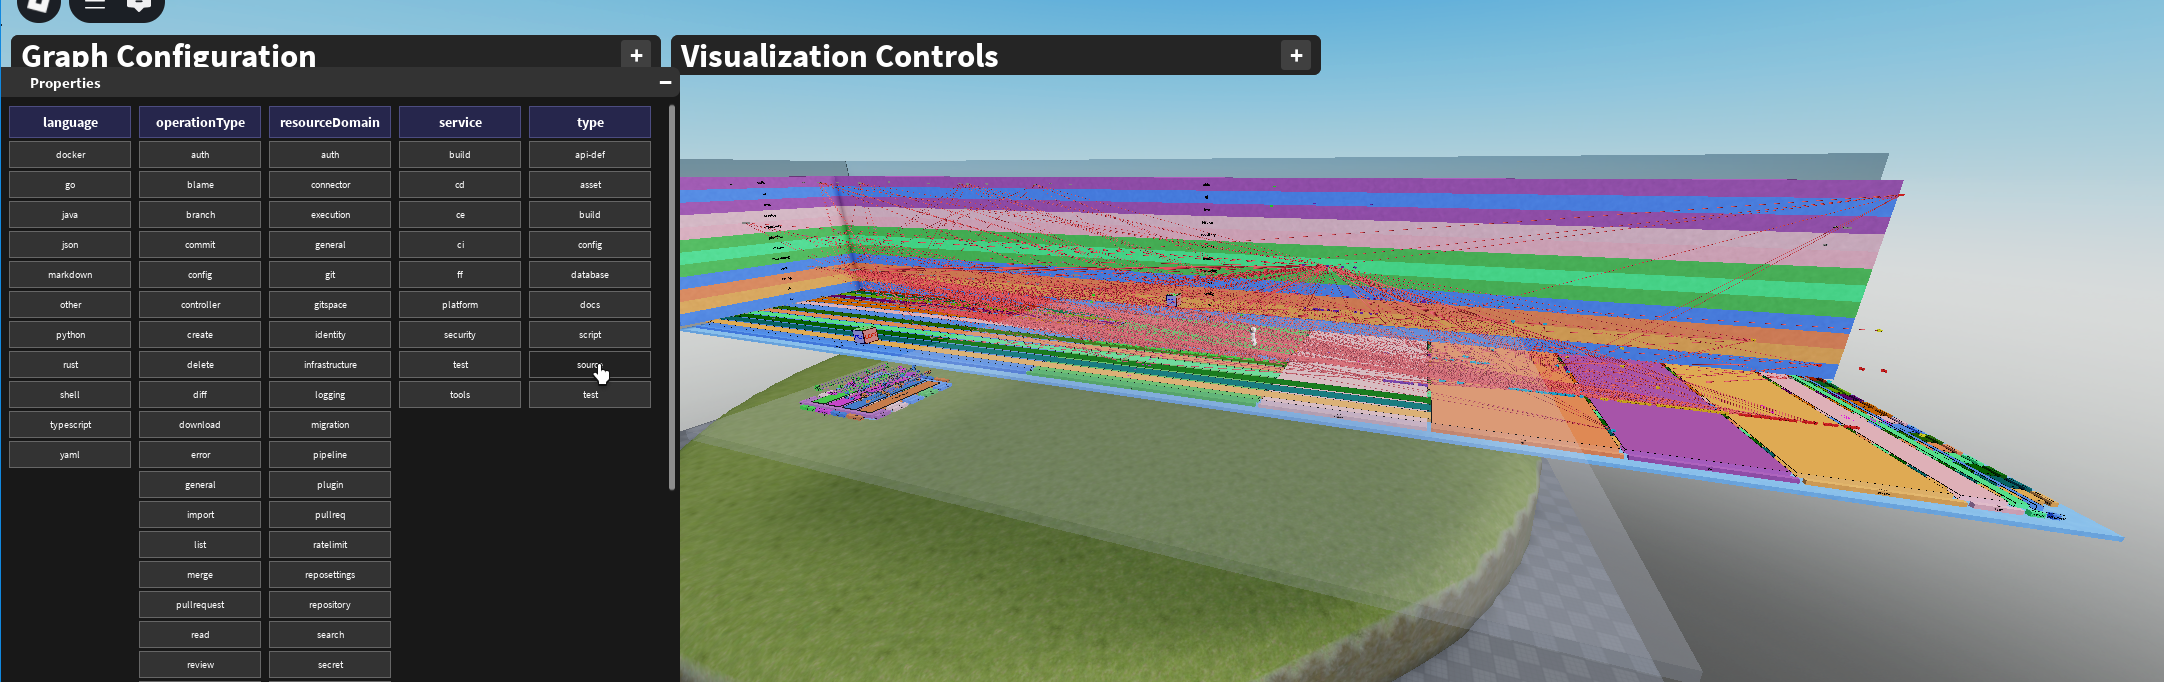 Graph Configuration
+
Visualization Controls
+
Properties
−
language
operationType
resourceDomain
service
type
docker
auth
auth
build
api-def
go
blame
connector
cd
asset
java
branch
execution
ce
build
json
commit
general
ci
config
markdown
config
git
ff
database
other
controller
gitspace
platform
docs
python
create
identity
security
script
rust
delete
infrastructure
test
shell
diff
logging
tools
test
typescript
download
migration
yaml
error
pipeline
general
plugin
import
pullreq
list
ratelimit
merge
reposettings
pullrequest
repository
read
search
review
secret